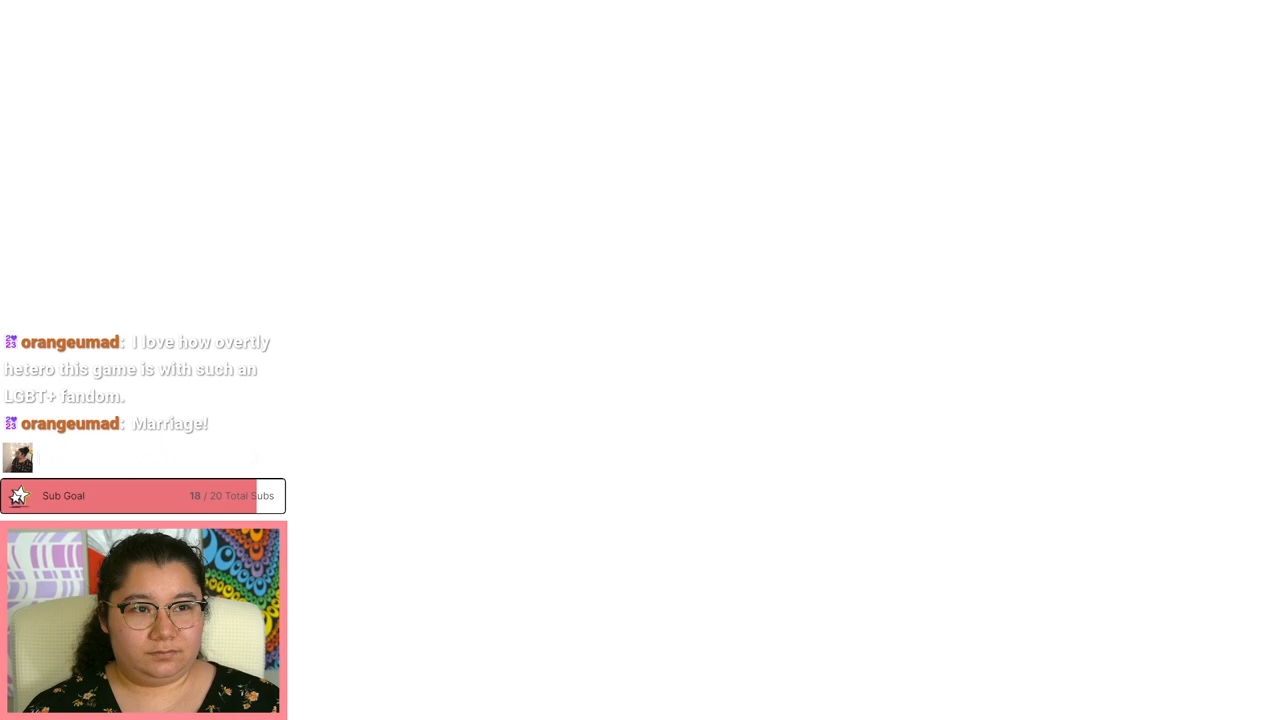 orangeumad: I love how overtly
hetero this game is with such an
LGBT+ fandom.
orangeumad: Marriage!
Sub Goal 18 / 20 Total Subs